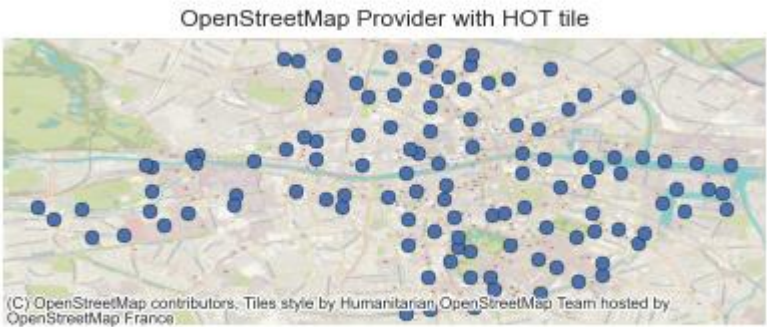 OpenStreetMap Provider with HOT tile
(C) OpenStreetMap contributors, Tiles style by Humanitarian OpenStreetMap Team hosted by
OpenStreetMap France